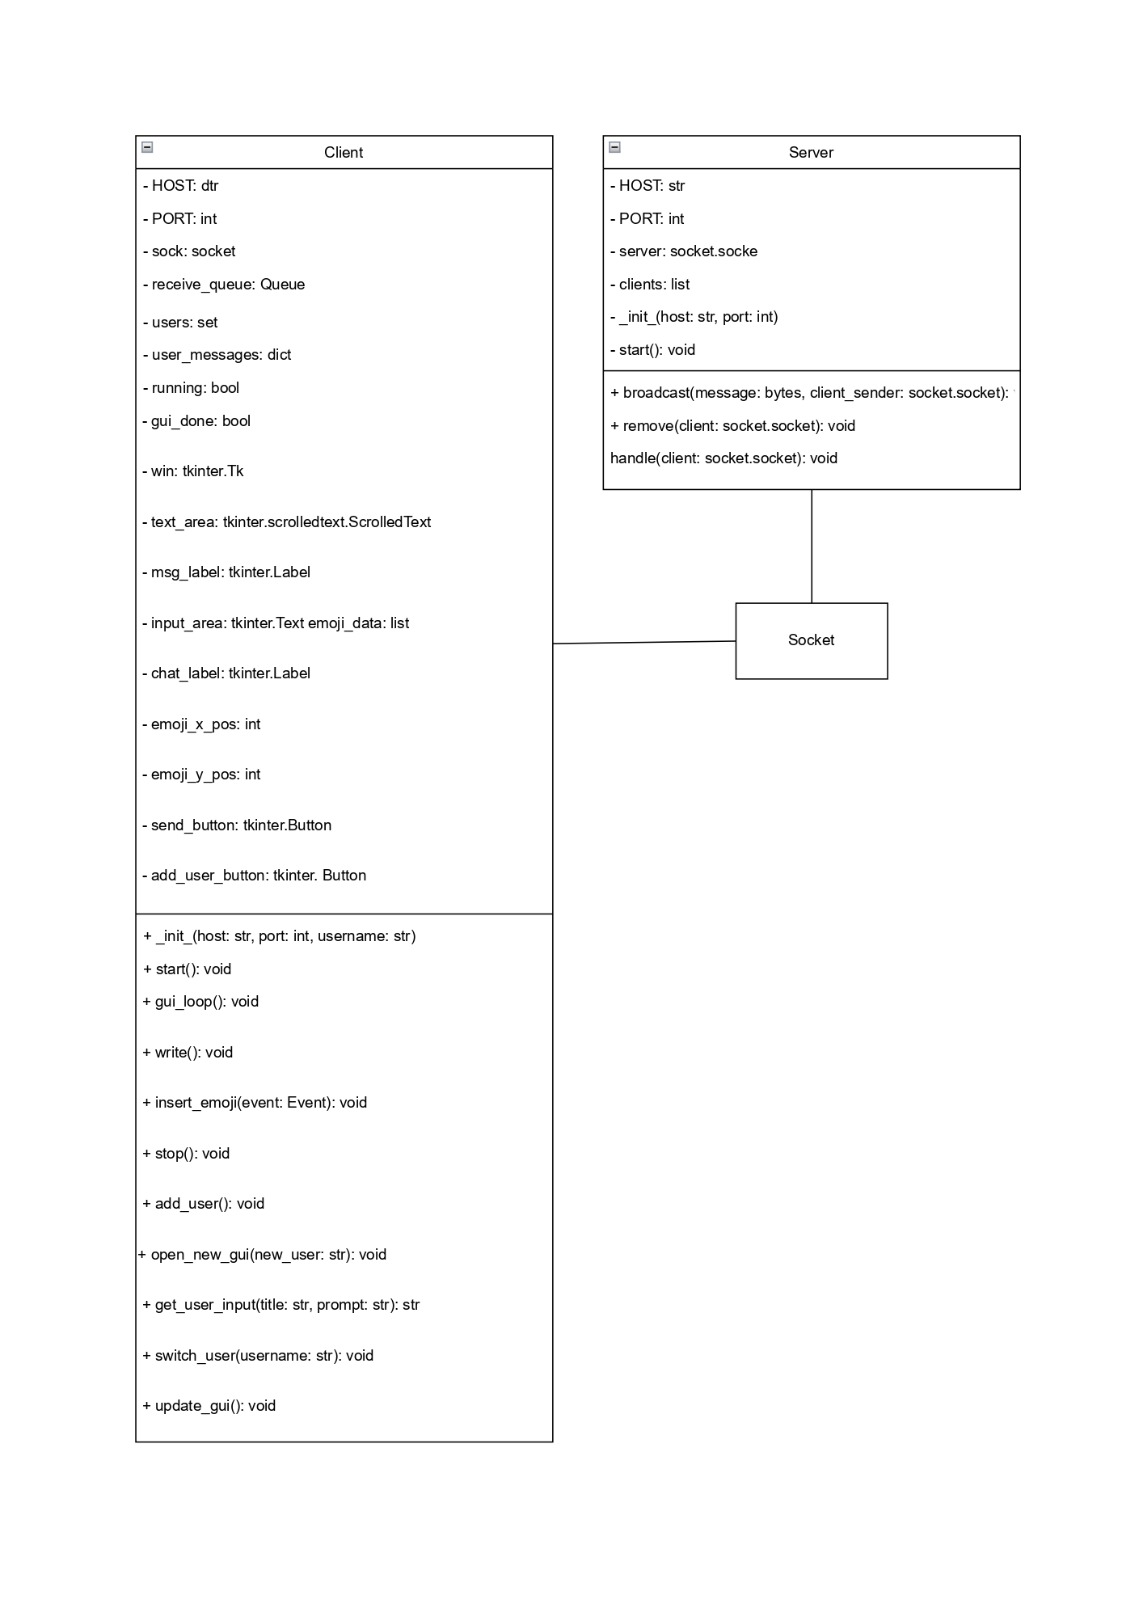 Client
- HOST: dtr
- PORT: int
- sock: socket
- receive_queue: Queue
- users: set
- user_messages: dict
- running: bool
- gui_done: bool
- win: tkinter.Tk
- text_area: tkinter.scrolledtext.ScrolledText
- msg_label: tkinter.Label
- input_area: tkinter.Text emoji_data: list
- chat_label: tkinter.Label
- emoji_x_pos: int
- emoji_y_pos: int
- send_button: tkinter.Button
- add_user_button: tkinter. Button
+ _init_(host: str, port: int, username: str)
+ start(): void
+ gui_loop(): void
+ write(): void
+ insert_emoji(event: Event): void
+ stop(): void
+ add_user(): void
+ open_new_gui(new_user: str): void
+ get_user_input(title: str, prompt: str): str
+ switch_user(username: str): void
+ update_gui(): void
Server
- HOST: str
- PORT: int
- server: socket.socke
- clients: list
- _init_(host: str, port: int)
- start(): void
+ broadcast(message: bytes, client_sender: socket.socket):
+ remove(client: socket.socket): void
handle(client: socket.socket): void
Socket